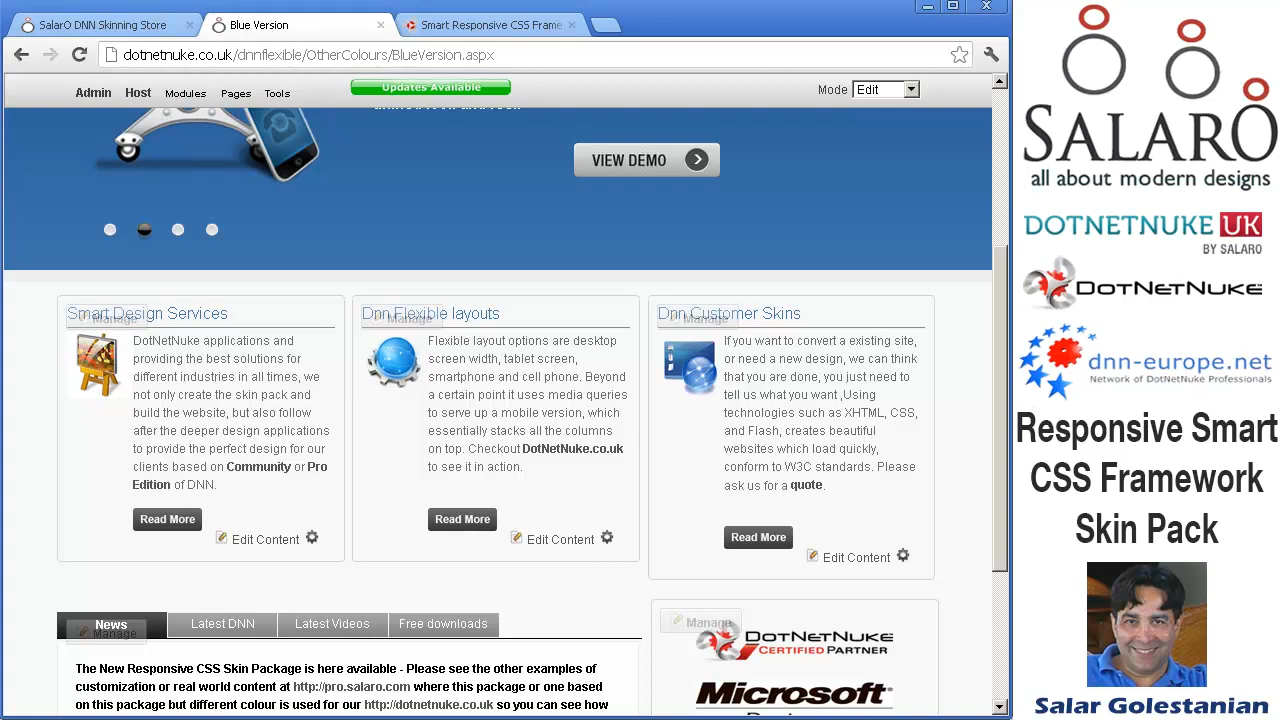 SalarO DNN Skinning Store
Blue Version
Smart Responsive CSS Frame
dotnetnuke.co.uk/dnnflexible/OtherColours/BlueVersion.aspx
Admin Host Modules Pages Tools
Updates Available
Mode Edit
VIEW DEMO
Smart Design Services
Manage
DotNetNuke applications and
providing the best solutions for
different industries in all times, we
not only create the skin pack and
build the website, but also follow
after the deeper design application
to provide the perfect design for our
clients based on Community or Pro
Edition of DNN.
Read More
Edit Content
Dnn Flexible layouts
Manage
Flexible layout options are desktop
screen width, tablet screen,
and a cell phone. Beyond
a certain point it uses media queries
to serve up a mobile version, which
essentially stacks all the columns
on top. Checkout DotNetNuke.co.uk
to see it in action.
Read More
Edit Content
Dnn Customer Skins
Manage
If you want to convert a existing site,
or need a new design, we can think
that you are done, you just need to
tell us what you want ,Using
technologies such as XHTML, CSS,
and Flash, creates beautiful
websites which load quickly,
conform to W3C standards. Please
ask us for a quote.
Read More
Edit Content
News
Manage
Latest DNN
Latest Videos
Free downloads
The New Responsive CSS Skin Package is here available - Please see the other examples of
customization or real world content at http://pro.salaro.com where this package or one based
on this package but different colour is used for our http://dotnetnuke.co.uk so you can see how
Manage
DOTNETNUKE
CERTIFIED PARTNER
Microsoft
SALARO
all about modern designs
DOTNETNUKE UK
BY SALARO
DOTNETNUKE
dnn-europe.net
Network of DotNetNuke Professionals
Responsive Smart
CSS Framework
Skin Pack
Salar Golestanian